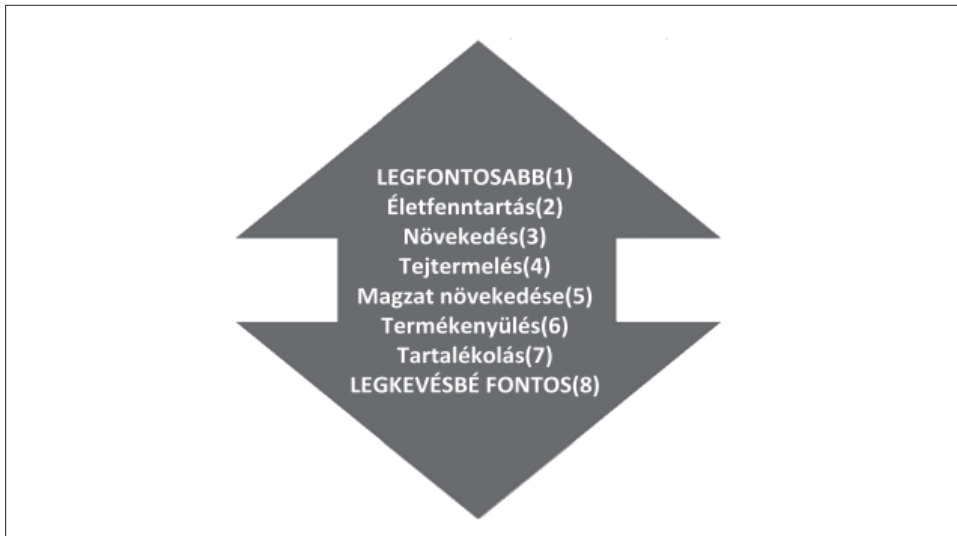 LEGFONTOSABB(1)
Életfenntartás(2)
Növekedés(3)
Tejtermelés(4)
Magzat növekedése(5)
Termékenyülés(6)
Tartalékolás(7)
LEGKEVÉSBÉ FONTOS(8)